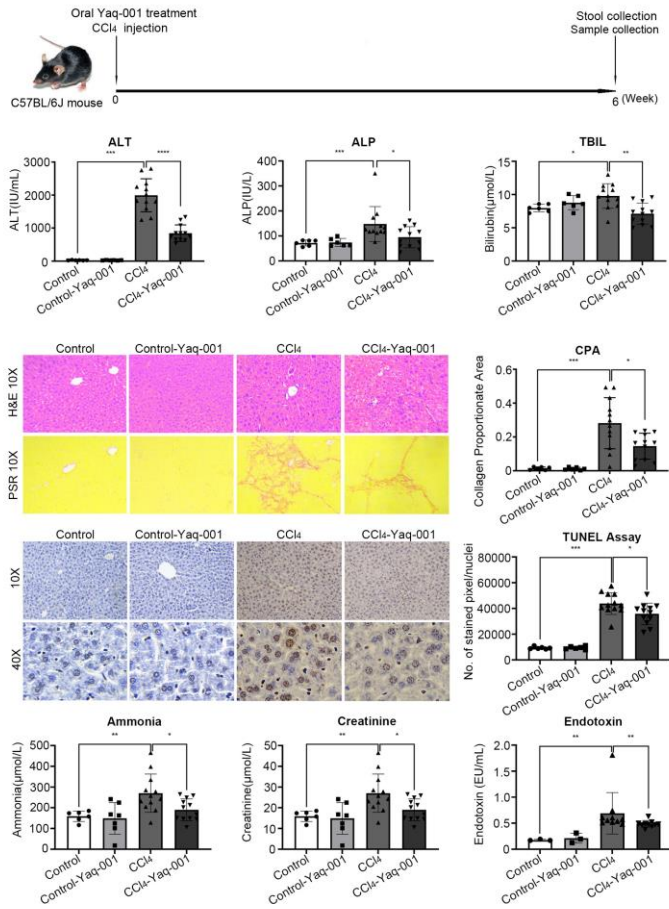 Oral Yaq-001 treatment
CCl₄ injection
Stool collection
Sample collection
C57BL/6J mouse
0
6 (Week)
ALT
ALT(IU/mL)
3000
2000
1000
0
***
****
Control
Control-Yaq-001
CCl₄
CCl₄-Yaq-001
ALP
ALP(IU/L)
400
300
200
100
0
***
*
Control
Control-Yaq-001
CCl₄
CCl₄-Yaq-001
TBIL
Bilirubin(μmol/L)
20
15
10
5
0
*
**
Control
Control-Yaq-001
CCl₄
CCl₄-Yaq-001
Control
Control-Yaq-001
CCl₄
CCl₄-Yaq-001
H&E 10X
PSR 10X
CPA
Collagen Proportionate Area
0.6
0.4
0.2
0
***
*
Control
Control-Yaq-001
CCl₄
CCl₄-Yaq-001
Control
Control-Yaq-001
CCl₄
CCl₄-Yaq-001
10X
40X
TUNEL Assay
No. of stained pixel/nuclei
80000
60000
40000
20000
0
***
*
Control
Control-Yaq-001
CCl₄
CCl₄-Yaq-001
Ammonia
Ammonia(μmol/L)
500
400
300
200
100
0
**
*
Control
Control-Yaq-001
CCl₄
CCl₄-Yaq-001
Creatinine
Creatinine(μmol/L)
50
40
30
20
10
0
**
*
Control
Control-Yaq-001
CCl₄
CCl₄-Yaq-001
Endotoxin
Endotoxin (EU/mL)
2.0
1.5
1.0
0.5
0.0
**
**
Control
Control-Yaq-001
CCl₄
CCl₄-Yaq-001